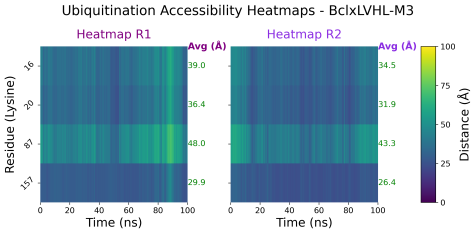 Ubiquitination Accessibility Heatmaps - BclxLVHL-M3
Heatmap R1
Heatmap R2
Avg (Å)
Avg (Å)
Residue (Lysine)
16
20
87
157
39.0
36.4
48.0
29.9
34.5
31.9
43.3
26.4
0 20 40 60 80 100
0 20 40 60 80 100
Time (ns)
Time (ns)
100
75
50
25
0
Distance (Å)